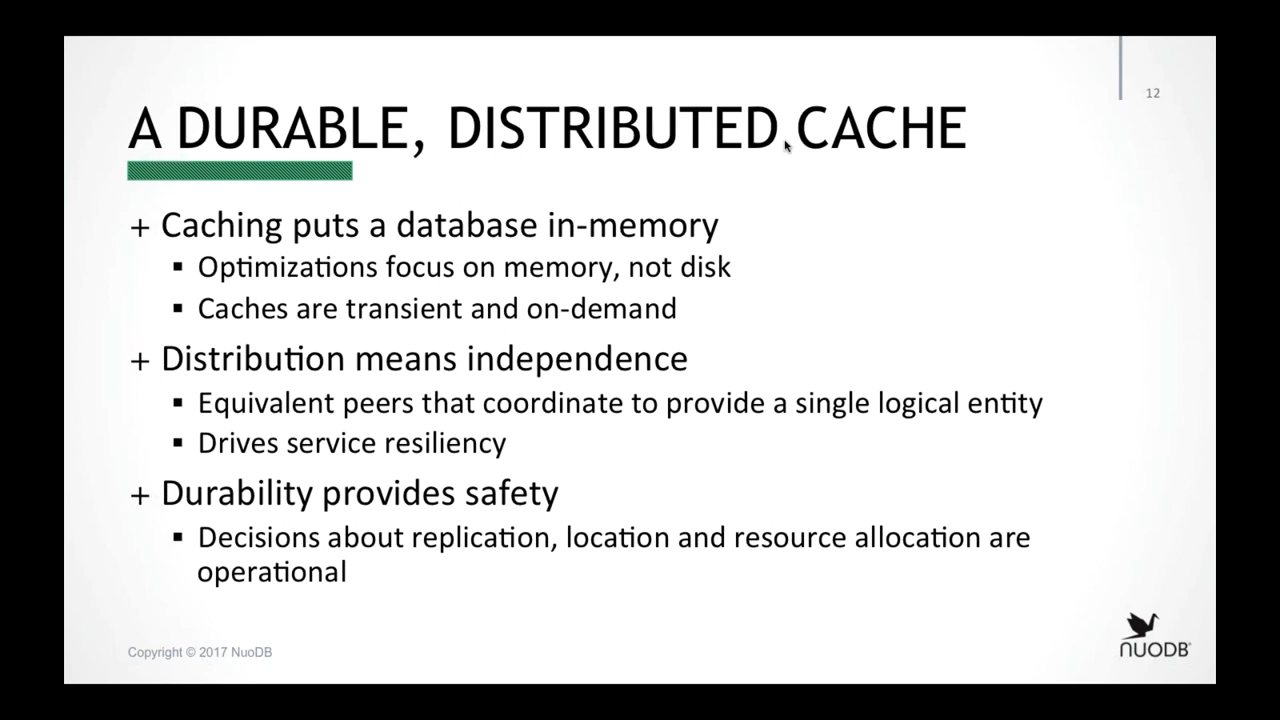 12
A DURABLE, DISTRIBUTED CACHE
+ Caching puts a database in-memory
▪ Optimizations focus on memory, not disk
▪ Caches are transient and on-demand
+ Distribution means independence
▪ Equivalent peers that coordinate to provide a single logical entity
▪ Drives service resiliency
+ Durability provides safety
▪ Decisions about replication, location and resource allocation are
operational
Copyright © 2017 NuoDB
NUODB